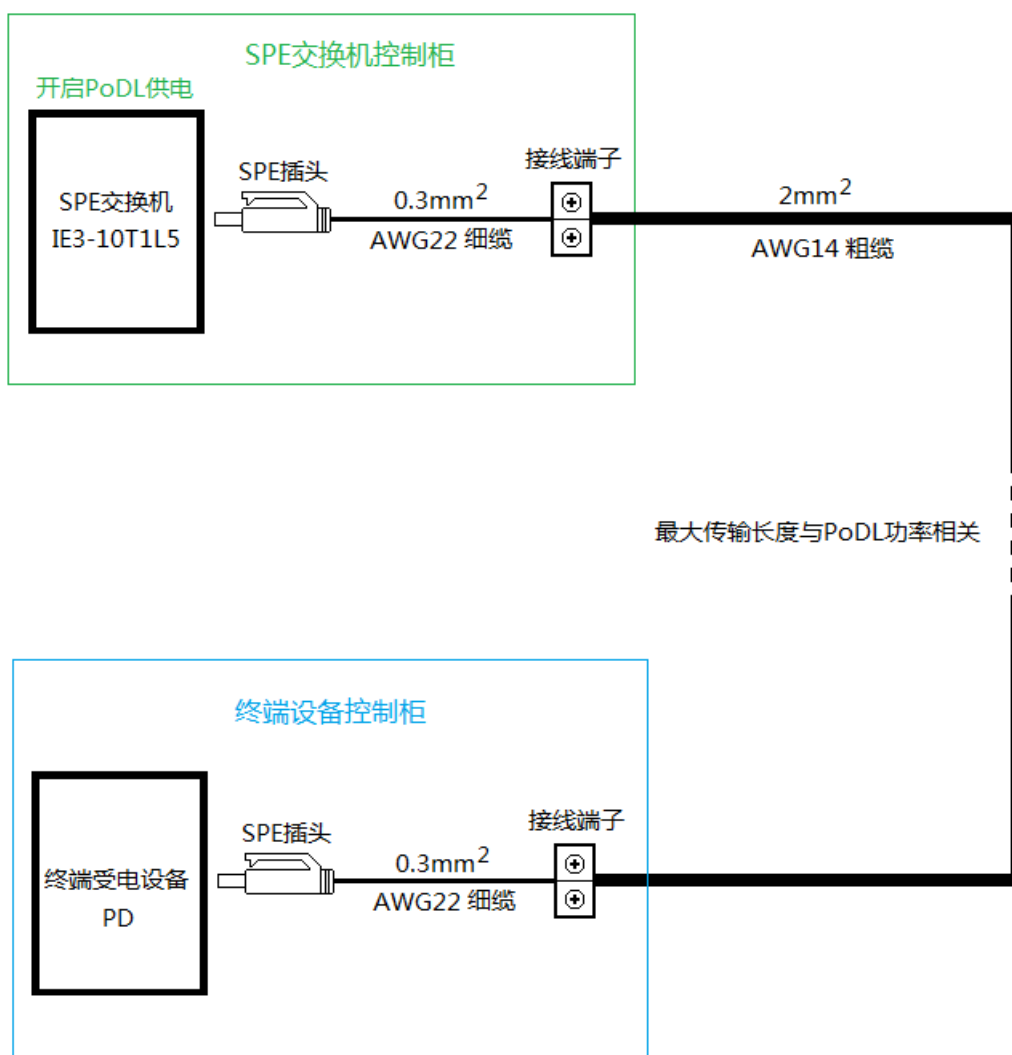 SPE交换机控制柜
开启PoDL供电
SPE交换机
IE3-10T1L5
SPE插头
0.3mm²
AWG22 细缆
接线端子
2mm²
AWG14 粗缆
最大传输长度与PoDL功率相关
终端设备控制柜
终端受电设备
PD
SPE插头
0.3mm²
AWG22 细缆
接线端子